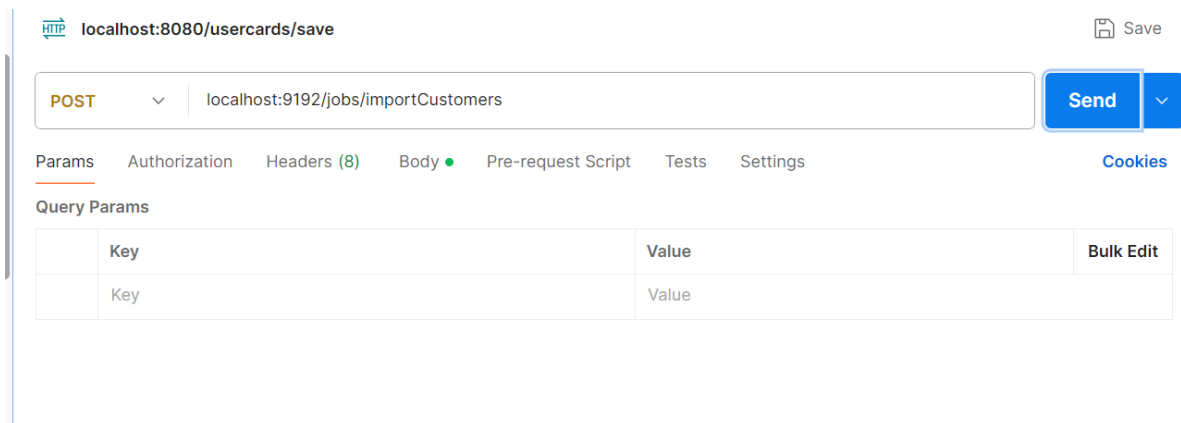 HTTP localhost:8080/usercards/save Save
POST localhost:9192/jobs/importCustomers Send
Params Authorization Headers (8) Body Pre-request Script Tests Settings Cookies
Query Params
Key Value Bulk Edit
Key Value